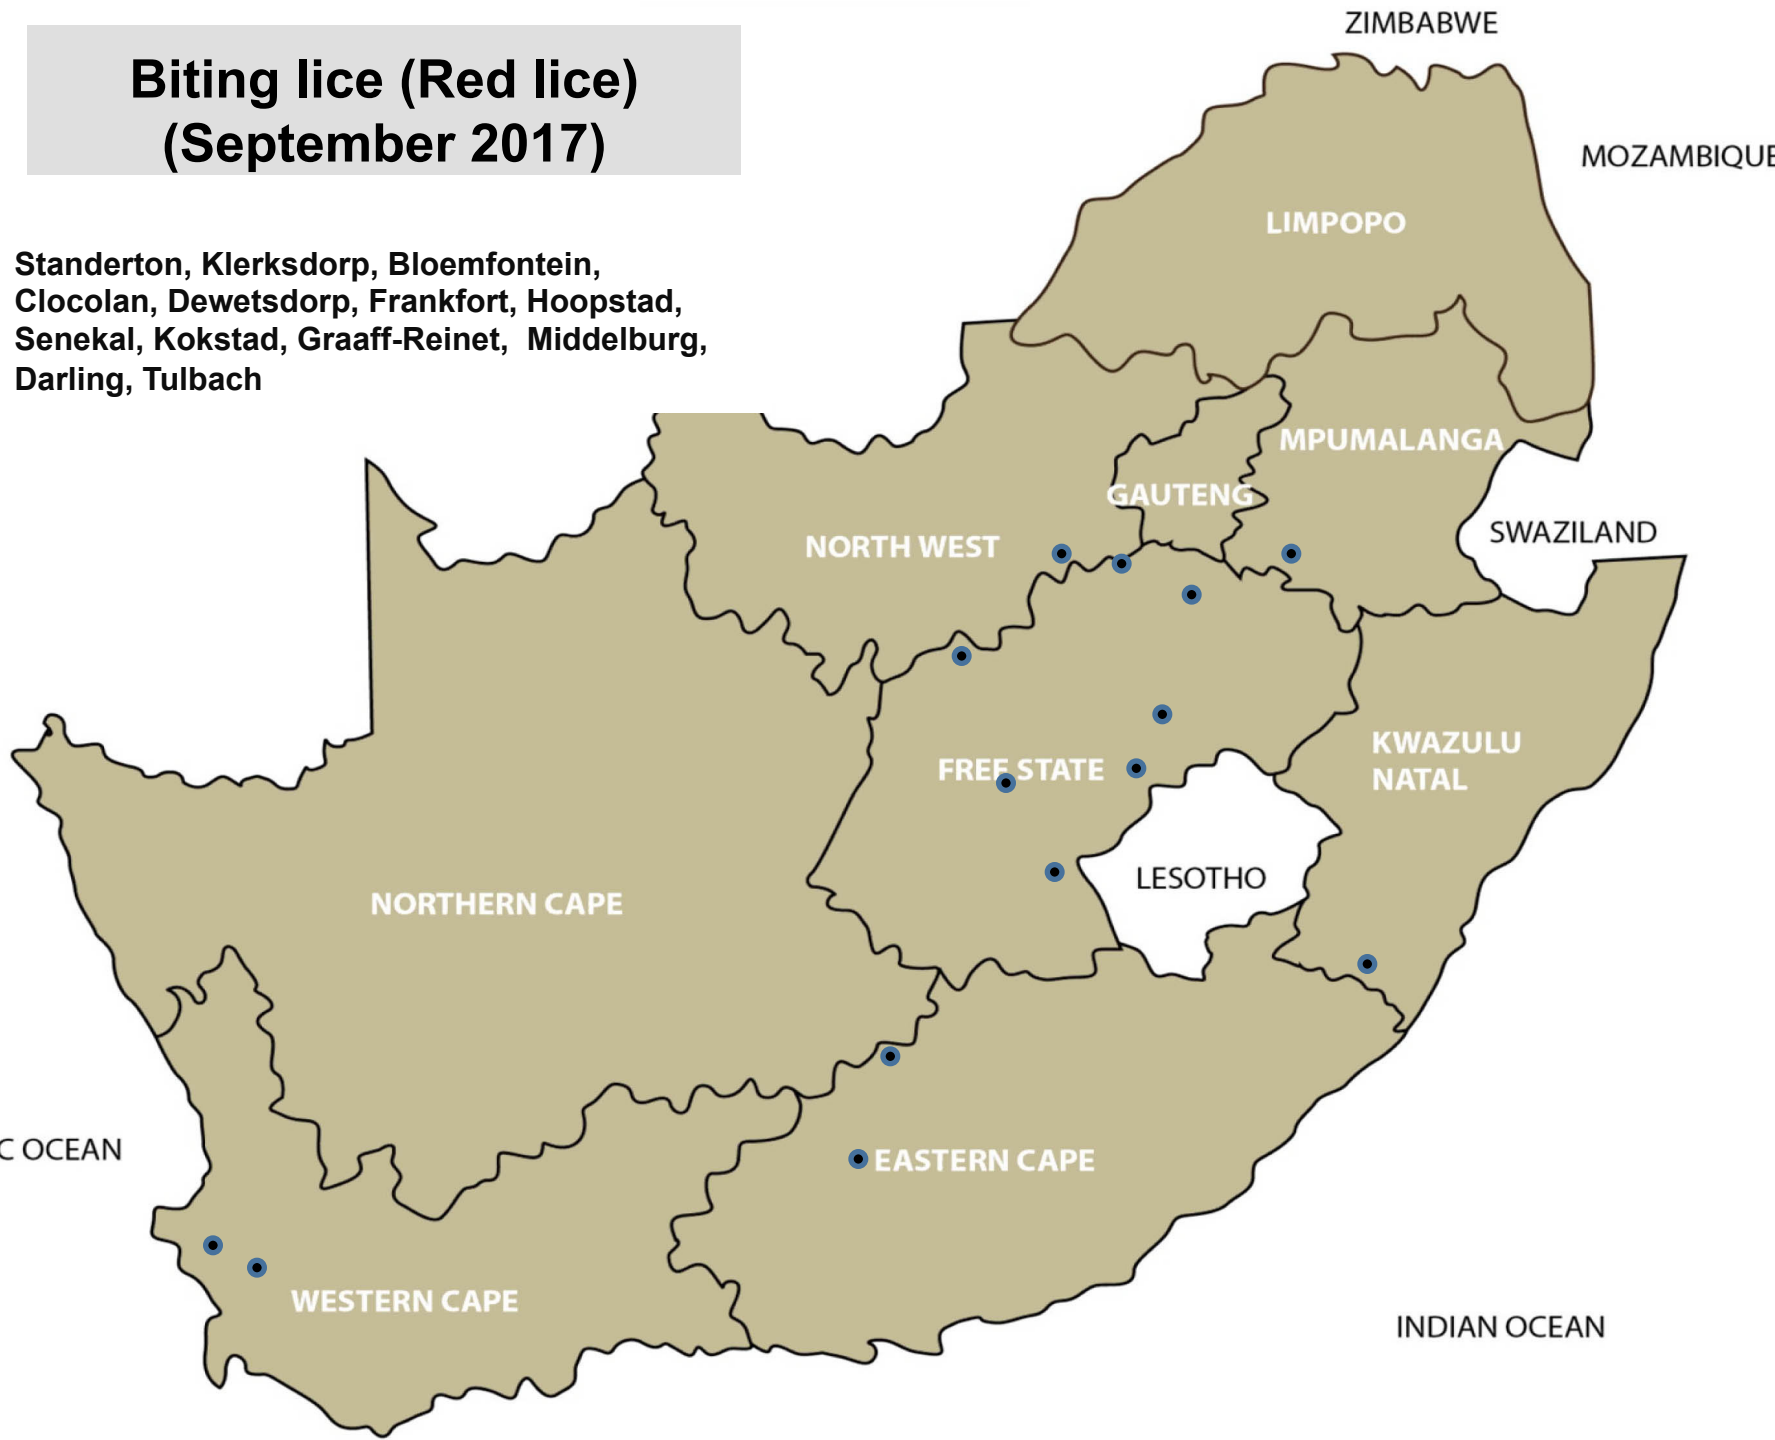 Biting lice (Red lice)
(September 2017)
Standerton, Klerksdorp, Bloemfontein,
Clocolan, Dewetsdorp, Frankfort, Hoopstad,
Senekal, Kokstad, Graaff-Reinet,  Middelburg,
Darling, Tulbach
ZIMBABWE
MOZAMBIQUE
LIMPOPO
MPUMALANGA
GAUTENG
SWAZILAND
NORTH WEST
KWAZULU
NATAL
FREE STATE
LESOTHO
NORTHERN CAPE
C OCEAN
EASTERN CAPE
WESTERN CAPE
INDIAN OCEAN